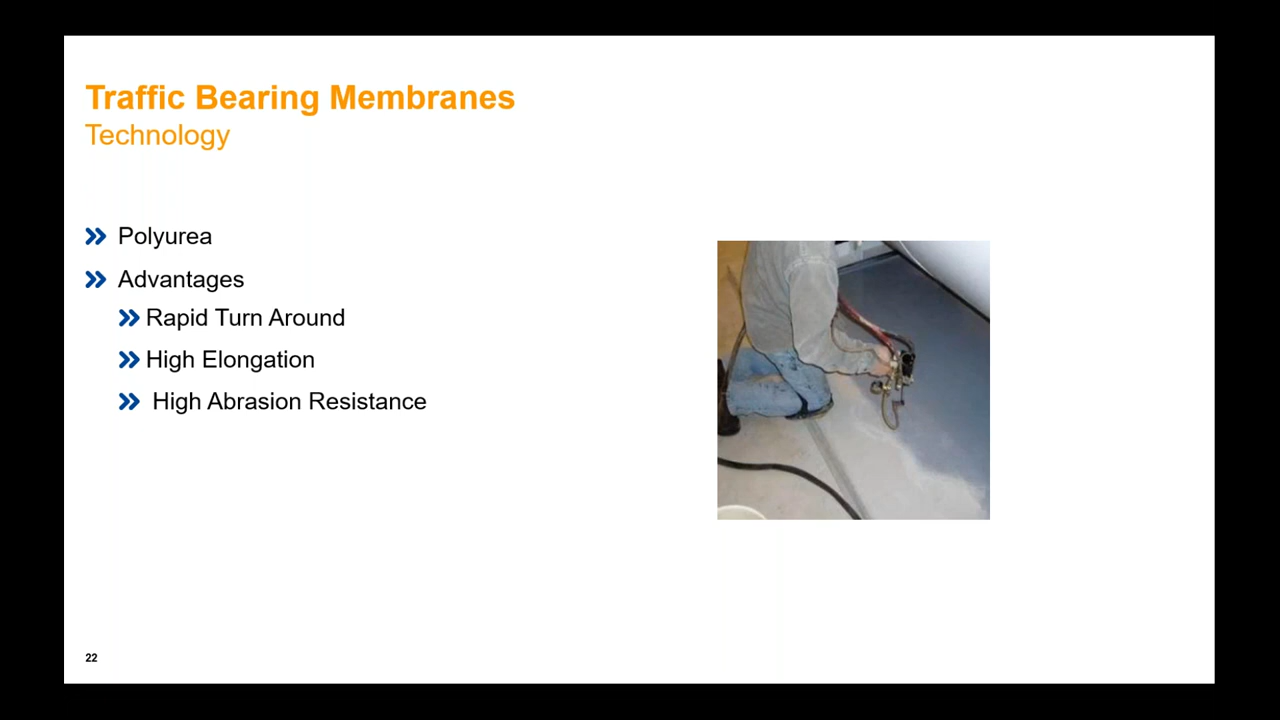 Traffic Bearing Membranes
Technology
Polyurea
Advantages
Rapid Turn Around
High Elongation
High Abrasion Resistance
22